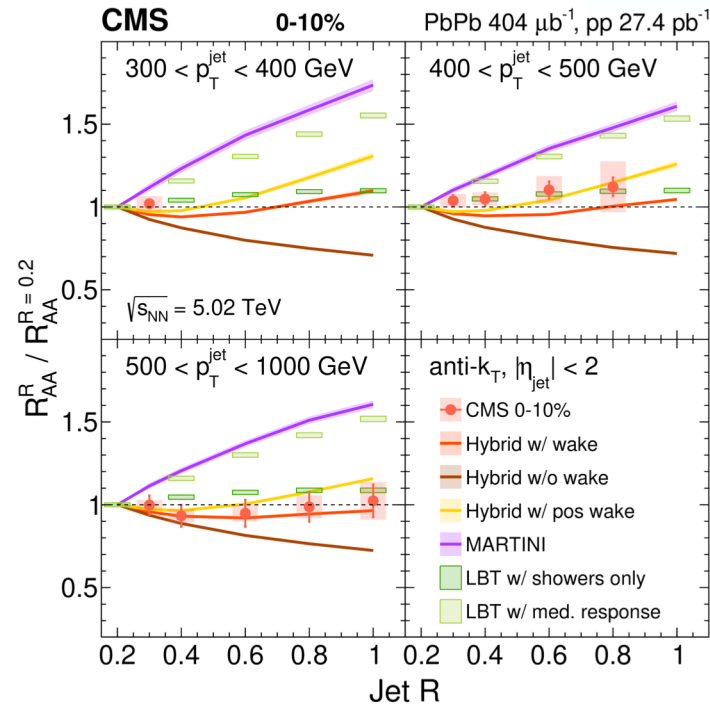 CMS 0-10% PbPb 404 μb⁻¹, pp 27.4 pb⁻¹
300 < p_T^jet < 400 GeV
400 < p_T^jet < 500 GeV
1.5
1
0.5
√s_NN = 5.02 TeV
R_AA^R / R_AA^{R = 0.2}
500 < p_T^jet < 1000 GeV
anti-k_T, |η_jet| < 2
CMS 0-10%
Hybrid w/ wake
Hybrid w/o wake
Hybrid w/ pos wake
MARTINI
LBT w/ showers only
LBT w/ med. response
1.5
1
0.5
0.2 0.4 0.6 0.8 1
0.2 0.4 0.6 0.8 1
Jet R